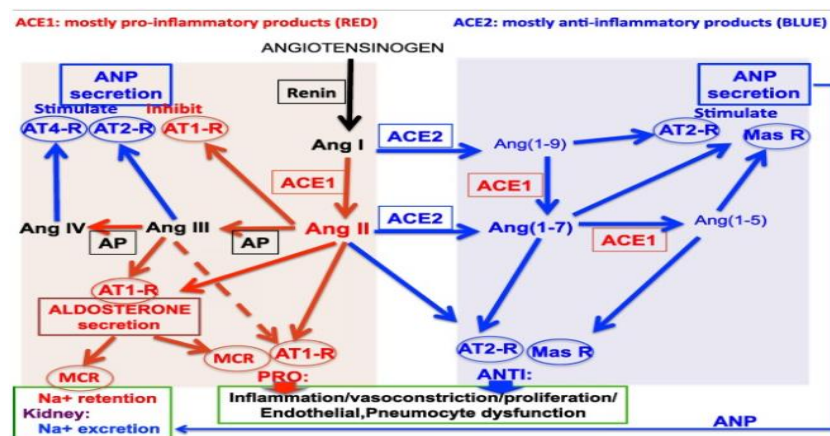 ACE1: mostly pro-inflammatory products (RED)
ACE2: mostly anti-inflammatory products (BLUE)
ANGIOTENSINOGEN
ANP
secretion
Renin
ANP
secretion
Stimulate
Inhibit
Stimulate
AT4-R
AT2-R
AT1-R
AT2-R
Mas R
Ang I
ACE2
Ang(1-9)
ACE1
ACE1
Ang IV
AP
Ang III
AP
Ang II
ACE2
Ang(1-7)
ACE1
Ang(1-5)
AT1-R
ALDOSTERONE
secretion
MCR
MCR
AT1-R
AT2-R
Mas R
PRO:
ANTI:
Na+ retention
Kidney:
Na+ excretion
Inflammation/vasoconstriction/proliferation/
Endothelial,Pneumocyte dysfunction
ANP